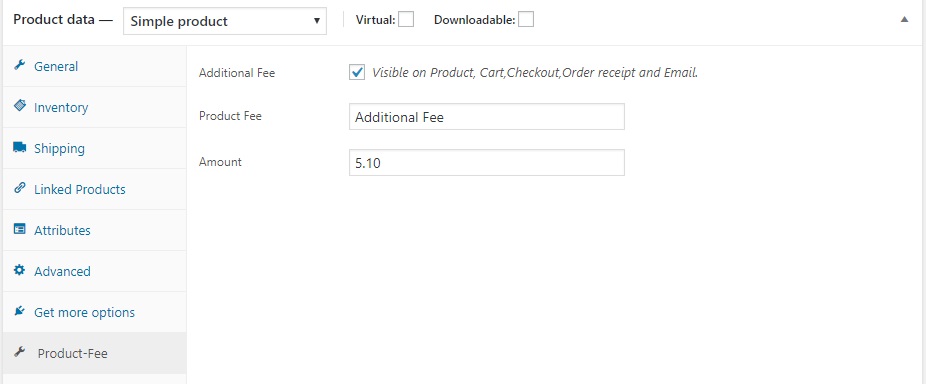 Product data — Simple product Virtual: Downloadable:
General
Inventory
Shipping
Linked Products
Attributes
Advanced
Get more options
Product-Fee
Additional Fee Visible on Product, Cart,Checkout,Order receipt and Email.
Product Fee Additional Fee
Amount 5.10